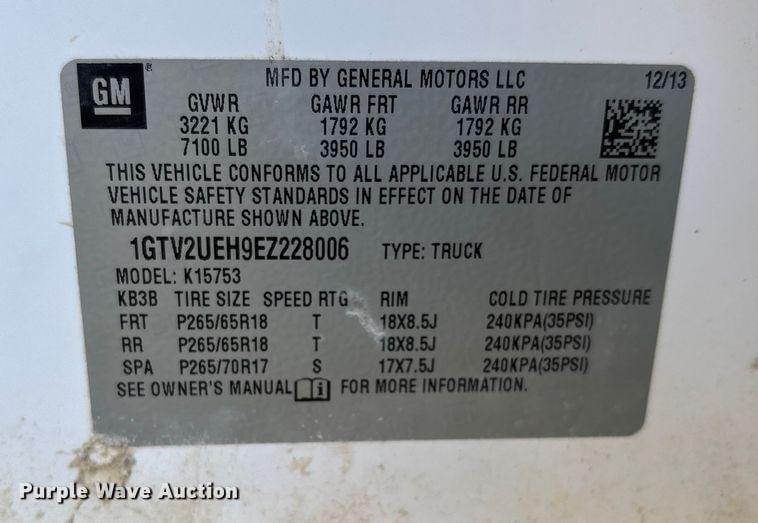 GM
MFD BY GENERAL MOTORS LLC 12/13
GVWR GAWR FRT GAWR RR
3221 KG 1792 KG 1792 KG
7100 LB 3950 LB 3950 LB
THIS VEHICLE CONFORMS TO ALL APPLICABLE U.S. FEDERAL MOTOR
VEHICLE SAFETY STANDARDS IN EFFECT ON THE DATE OF
MANUFACTURE SHOWN ABOVE.
1GTV2UEH9EZ228006 TYPE: TRUCK
MODEL: K15753
KB3B TIRE SIZE SPEED RTG RIM COLD TIRE PRESSURE
FRT P265/65R18 T 18X8.5J 240KPA(35PSI)
RR P265/65R18 T 18X8.5J 240KPA(35PSI)
SPA P265/70R17 S 17X7.5J 240KPA(35PSI)
SEE OWNER'S MANUAL i FOR MORE INFORMATION.
Purple Wave Auction